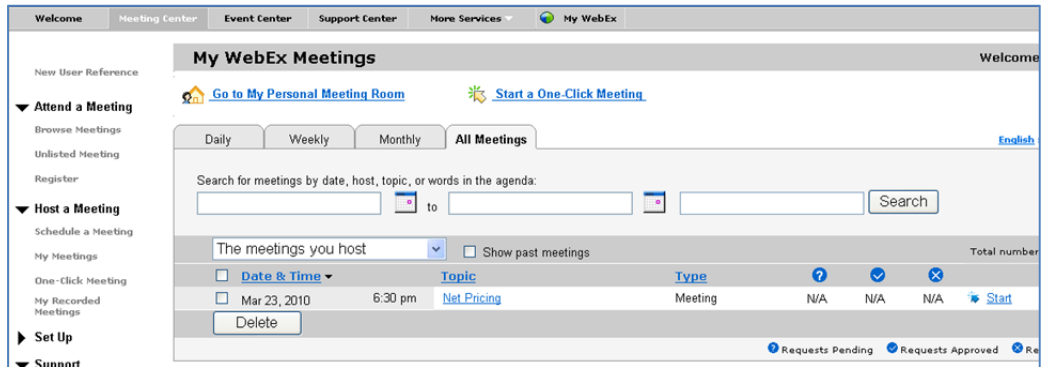 Welcome Meeting Center Event Center Support Center More Services My WebEx
New User Reference
Attend a Meeting
Browse Meetings
Unlisted Meeting
Register
Host a Meeting
Schedule a Meeting
My Meetings
One-Click Meeting
My Recorded
Meetings
Set Up
Support
My WebEx Meetings Welcome
Go to My Personal Meeting Room Start a One-Click Meeting
Daily Weekly Monthly All Meetings English
Search for meetings by date, host, topic, or words in the agenda:
to Search
The meetings you host Show past meetings Total number
Date & Time Topic Type ?
Mar 23, 2010 6:30 pm Net Pricing Meeting N/A N/A N/A Start
Delete
? Requests Pending Requests Approved Re